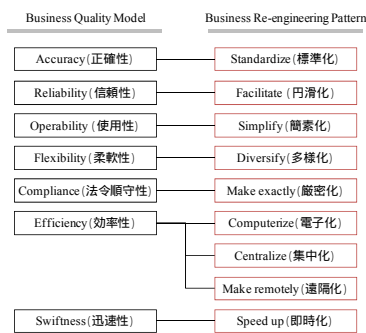 Business Quality Model
Business Re-engineering Pattern
Accuracy(正確性)
Standardize(標準化)
Reliability(信頼性)
Facilitate (円滑化)
Operability (使用性)
Simplify(簡素化)
Flexibility(柔軟性)
Diversify(多様化)
Compliance(法令順守性)
Make exactly(厳密化)
Efficiency(効率性)
Computerize(電子化)
Centralize(集中化)
Make remotely(遠隔化)
Swiftness(迅速性)
Speed up(即時化)